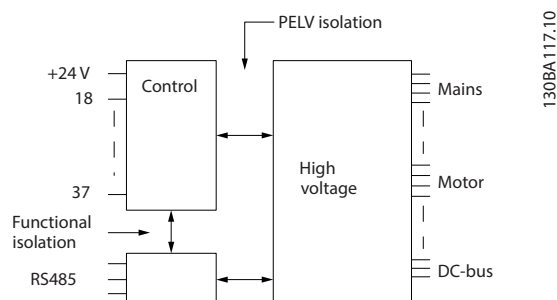 PELV isolation
+24 V
18
37
Control
High
voltage
Mains
Motor
DC-bus
Functional
isolation
RS485
130BA117.10